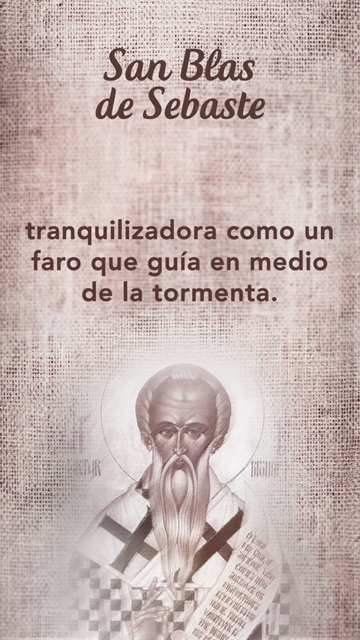 San Blas
de Sebaste
tranquilizadora como un
faro que guía en medio
de la tormenta.